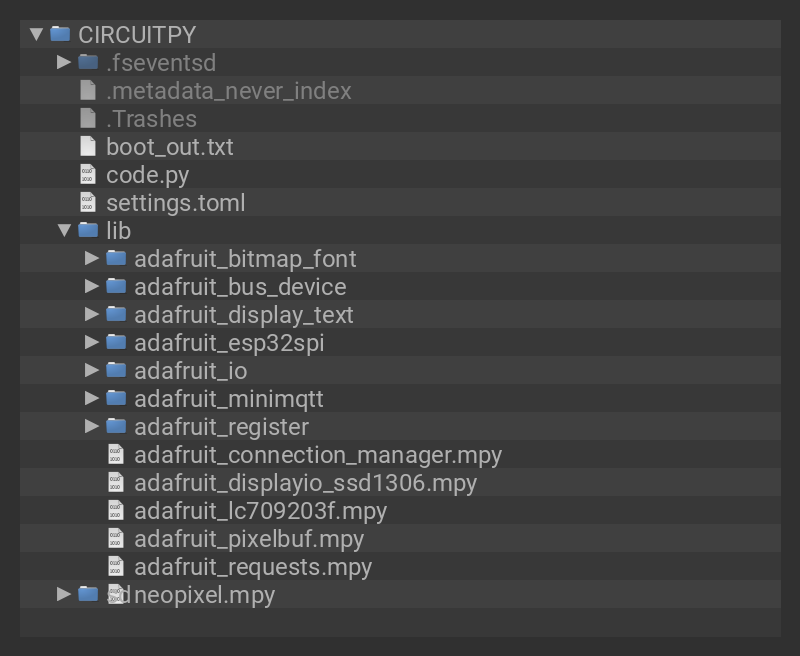 CIRCUITPY
.fseventsd
.metadata_never_index
.Trashes
boot_out.txt
code.py
settings.toml
lib
adafruit_bitmap_font
adafruit_bus_device
adafruit_display_text
adafruit_esp32spi
adafruit_io
adafruit_minimqtt
adafruit_register
adafruit_connection_manager.mpy
adafruit_displayio_ssd1306.mpy
adafruit_lc709203f.mpy
adafruit_pixelbuf.mpy
adafruit_requests.mpy
sd neopixel.mpy